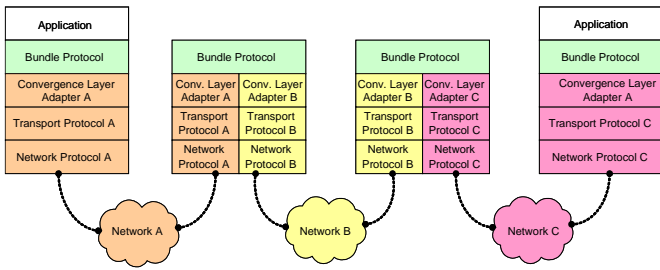 Application
Bundle Protocol
Convergence Layer
Adapter A
Transport Protocol A
Network Protocol A
Bundle Protocol
Conv. Layer
Adapter A
Conv. Layer
Adapter B
Transport
Protocol A
Transport
Protocol B
Network
Protocol A
Network
Protocol B
Bundle Protocol
Conv. Layer
Adapter B
Conv. Layer
Adapter C
Transport
Protocol B
Transport
Protocol C
Network
Protocol B
Network
Protocol C
Application
Bundle Protocol
Convergence Layer
Adapter A
Transport Protocol C
Network Protocol C
Network A
Network B
Network C